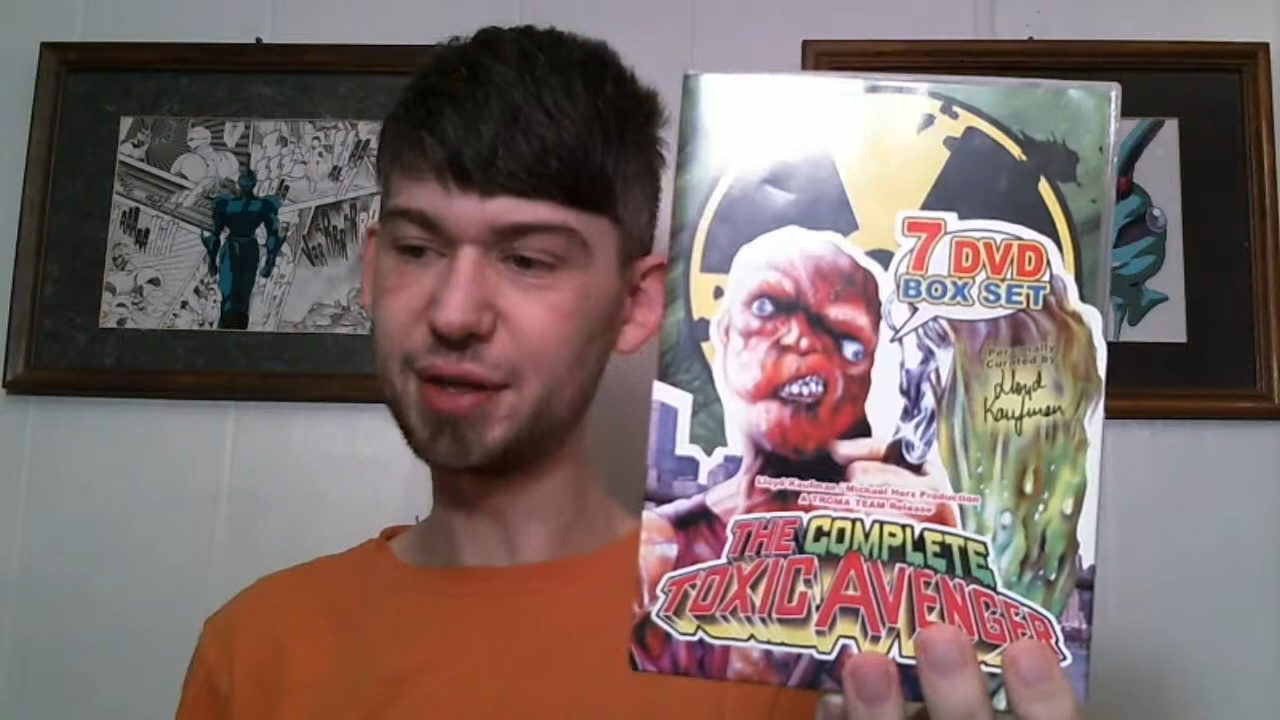 7 DVD
BOX SET
Personally
Curated by
Lloyd
Kaufman
Lloyd Kaufman / Michael Herz Production
A TROMA TEAM Release
THE COMPLETE
TOXIC AVENGER